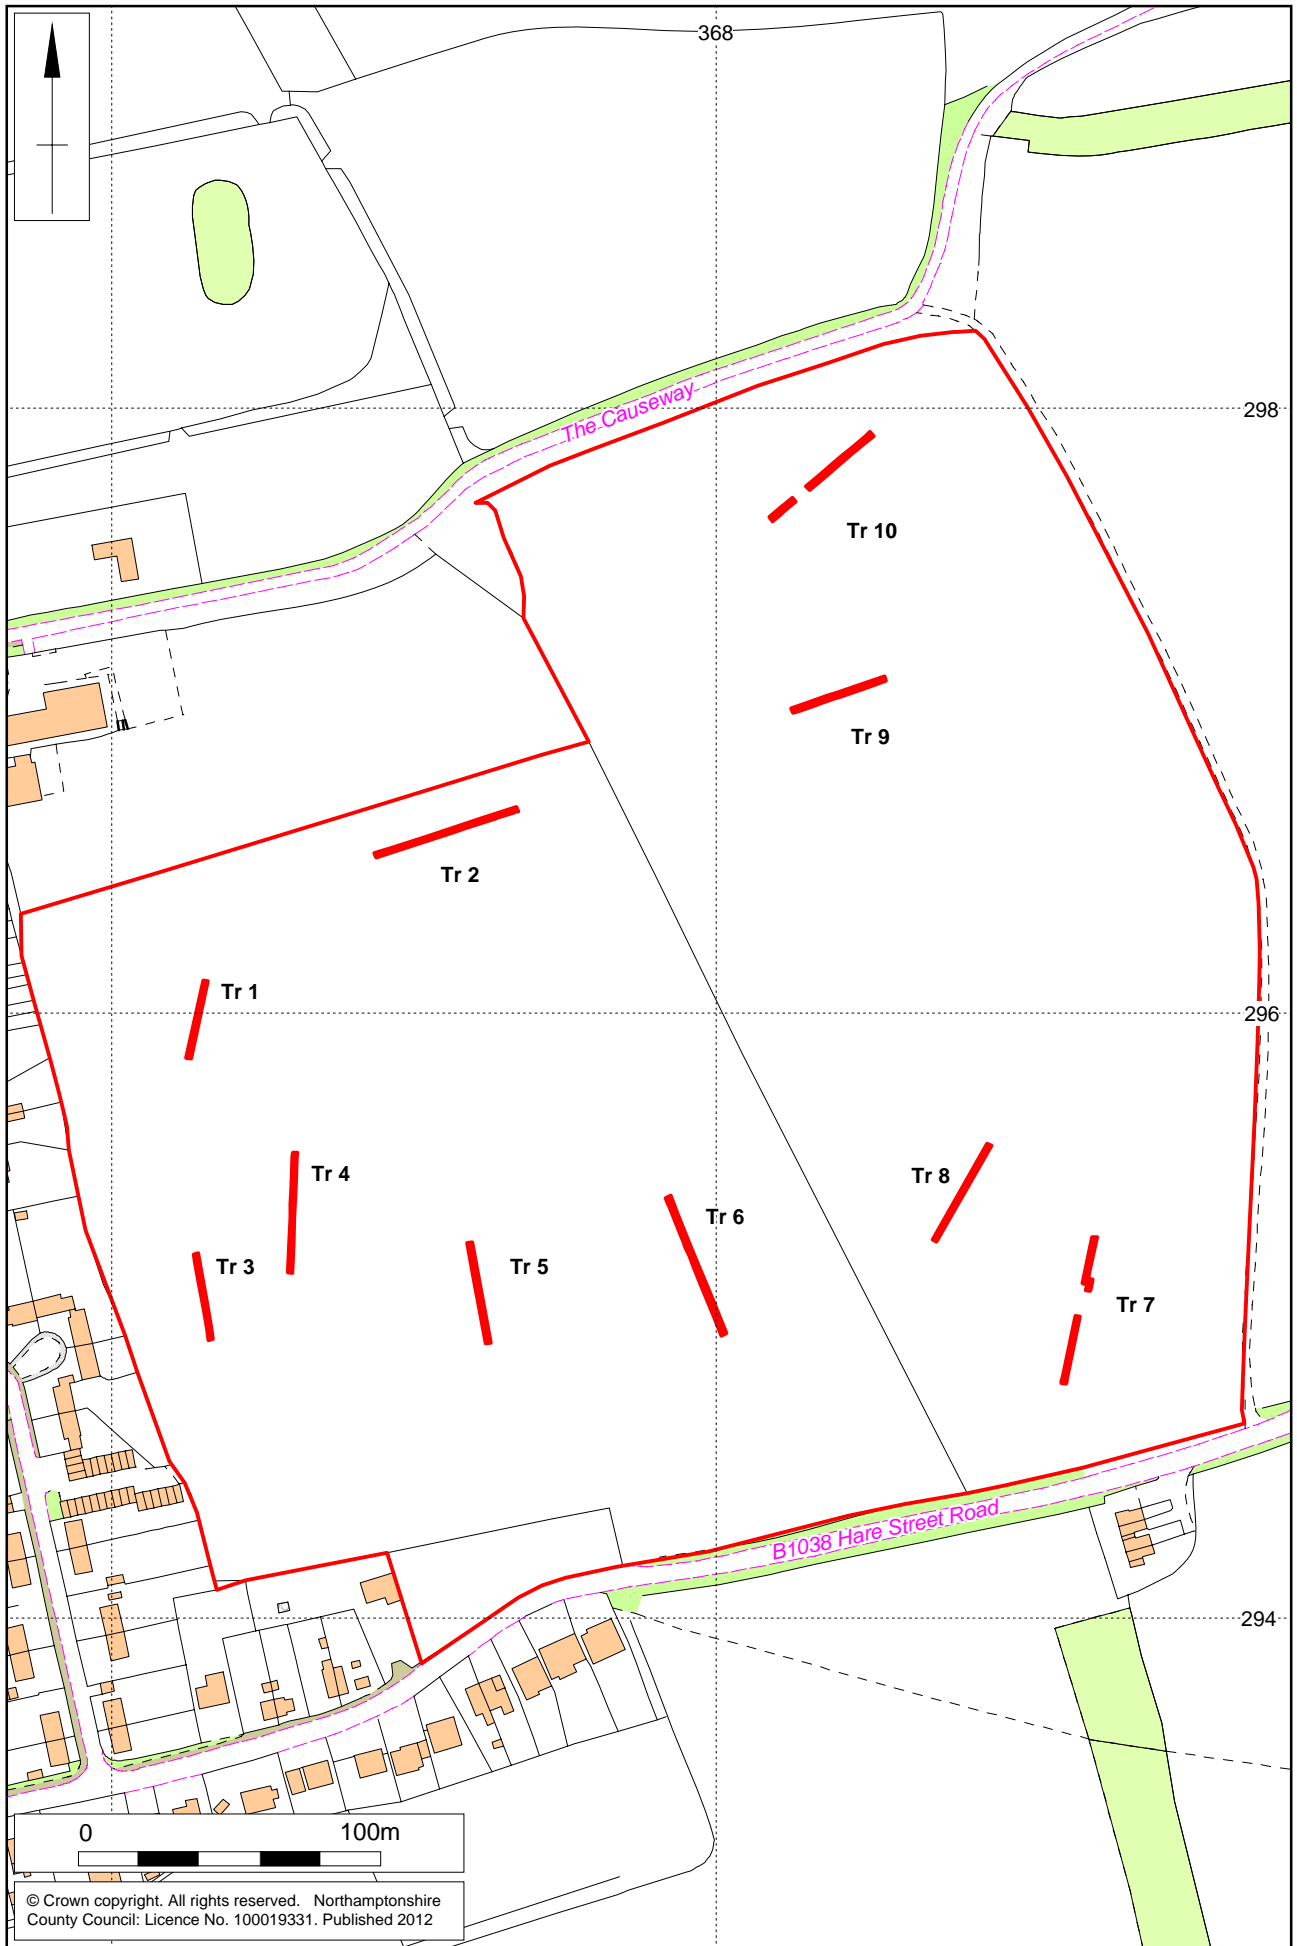 368
The Causeway
298
Tr 10
Tr 9
Tr 2
Tr 1
296
Tr 4
Tr 8
Tr 6
Tr 3
Tr 5
Tr 7
B1038 Hare Street Road
294
0 100m
© Crown copyright. All rights reserved. Northamptonshire
County Council: Licence No. 100019331. Published 2012